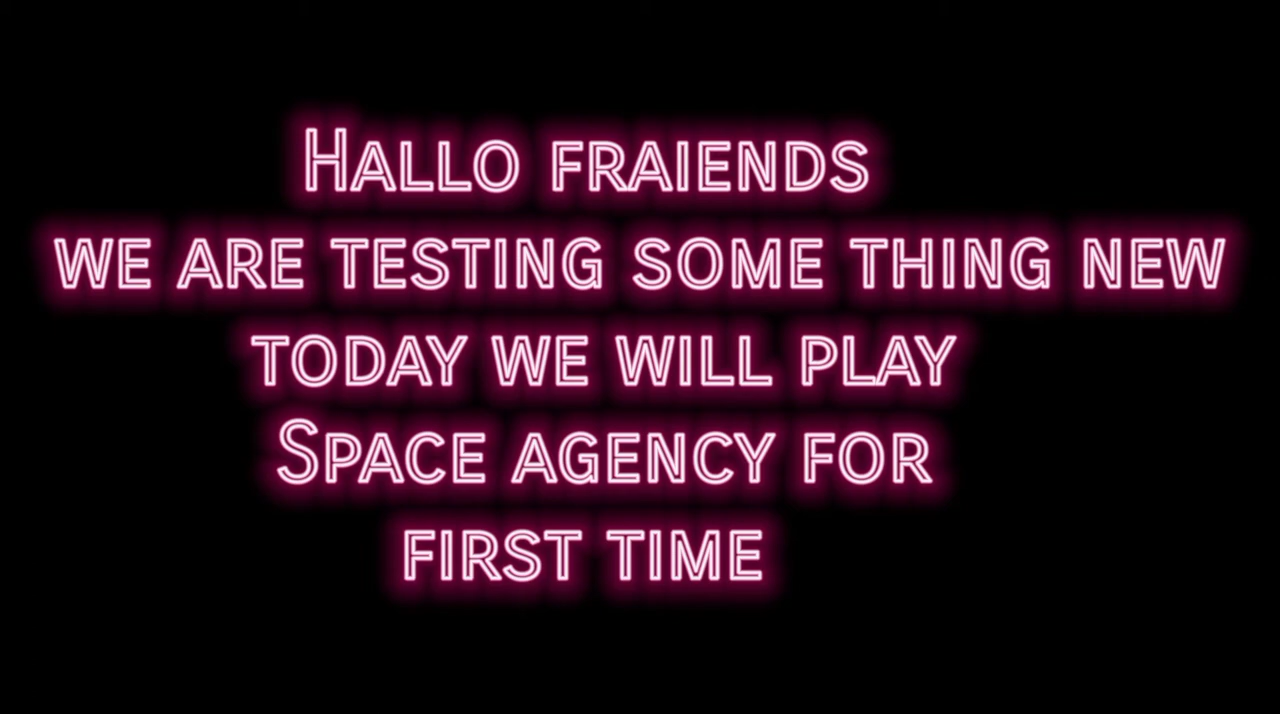 Hallo fraiends
we are testing some thing new
today we will play
Space agency for
first time